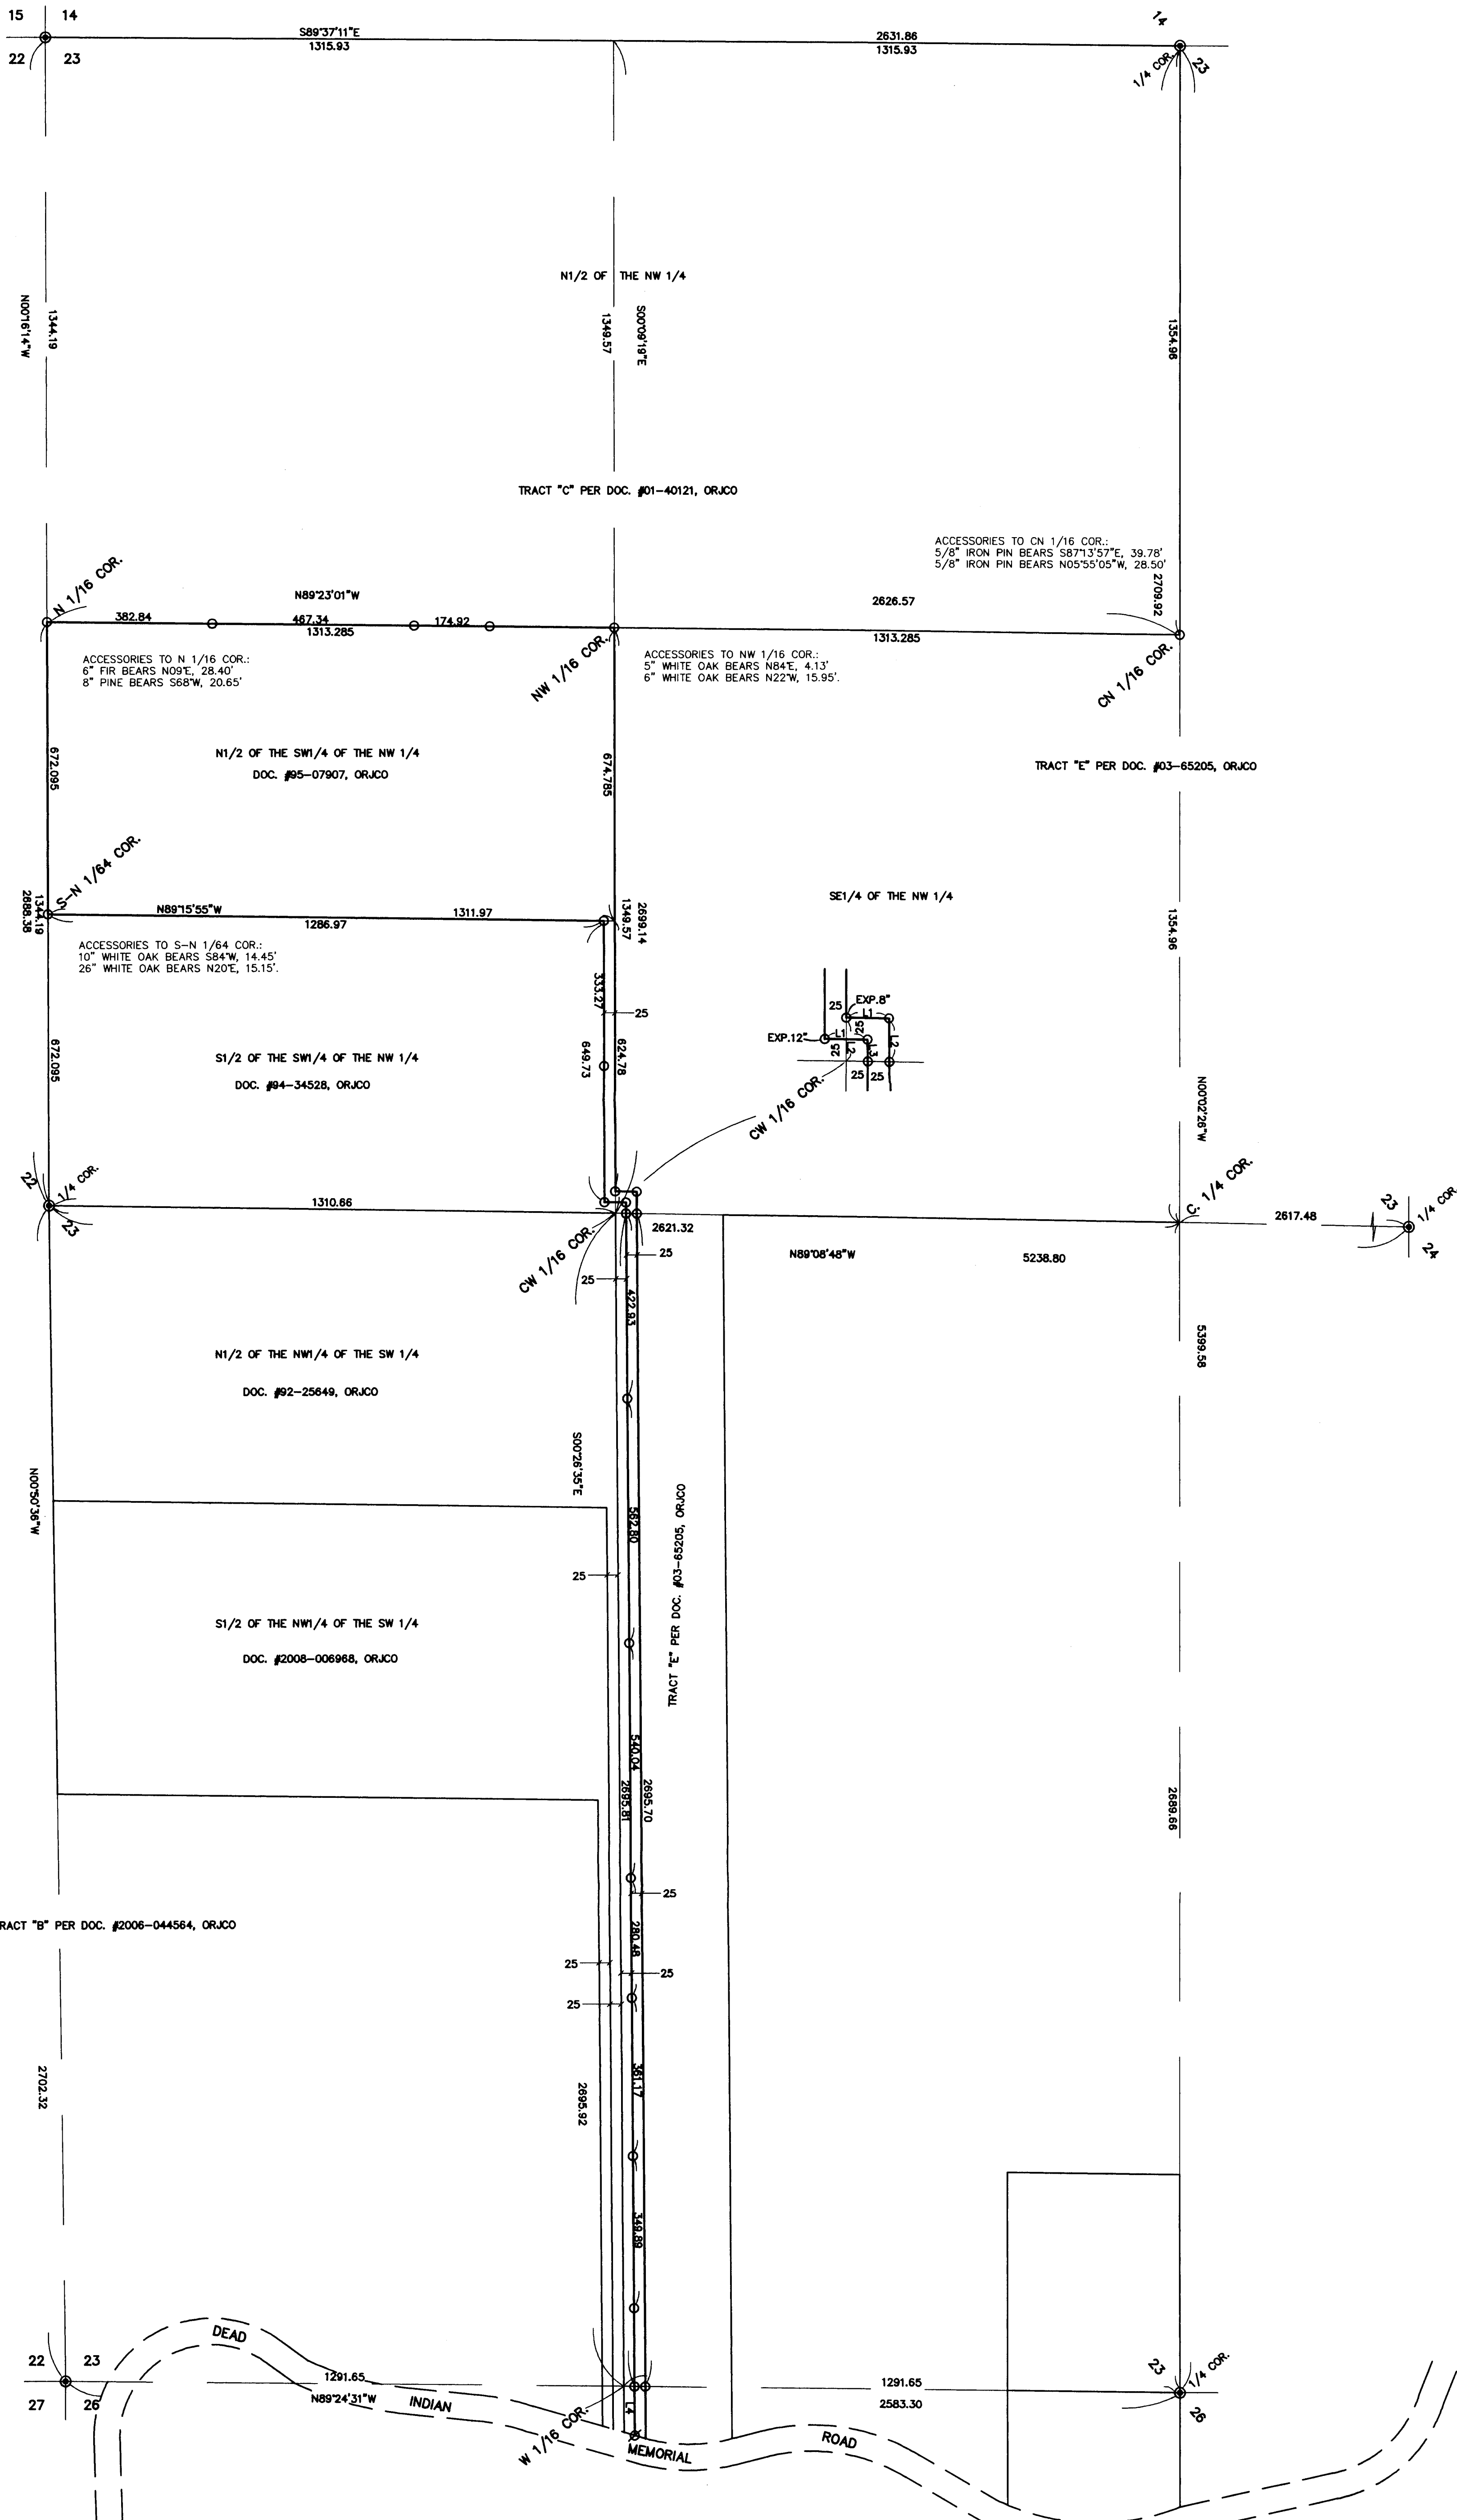 15 14
22 23
S89°37'11"E
1315.93
2631.86
1315.93
14
1/4 COR.
23
N00°16'14"W
1344.19
N1/2 OF THE NW 1/4
1349.57
S00°09'19"E
1354.96
TRACT "C" PER DOC. #01-40121, ORJCO
ACCESSORIES TO CN 1/16 COR.:
5/8" IRON PIN BEARS S87°13'57"E, 39.78'
5/8" IRON PIN BEARS N05°55'05"W, 28.50'
2709.92
N 1/16 COR.
N89°23'01"W
382.84
467.34
1313.285
174.92
2626.57
1313.285
NW 1/16 COR.
CN 1/16 COR.
ACCESSORIES TO N 1/16 COR.:
6" FIR BEARS N09°E, 28.40'
8" PINE BEARS S68°W, 20.65'
ACCESSORIES TO NW 1/16 COR.:
5" WHITE OAK BEARS N84°E, 4.13'
6" WHITE OAK BEARS N22°W, 15.95'.
672.095
N1/2 OF THE SW1/4 OF THE NW 1/4
DOC. #95-07907, ORJCO
674.785
TRACT "E" PER DOC. #03-65205, ORJCO
S-N 1/64 COR.
1344.19
2688.38
N89°15'55"W
1311.97
1286.97
2699.14
1349.57
SE1/4 OF THE NW 1/4
1354.96
ACCESSORIES TO S-N 1/64 COR.:
10" WHITE OAK BEARS S84°W, 14.45'
26" WHITE OAK BEARS N20°E, 15.15'.
333.27
25
672.095
S1/2 OF THE SW1/4 OF THE NW 1/4
DOC. #94-34528, ORJCO
649.73
624.78
25
EXP.8"
L1
25
L2
EXP.12"
L1
25
L2
L3
25
25
CW 1/16 COR.
N00°02'26"W
22
1/4 COR.
23
1310.66
CW 1/16 COR.
2621.32
N89°08'48"W
5238.80
C. 1/4 COR.
2617.48
23
1/4 COR.
24
25
25
422.93
5399.58
N1/2 OF THE NW1/4 OF THE SW 1/4
DOC. #92-25649, ORJCO
N00°50'36"W
S00°26'35"E
562.80
25
TRACT "E" PER DOC. #03-65205, ORJCO
S1/2 OF THE NW1/4 OF THE SW 1/4
DOC. #2008-006968, ORJCO
540.04
2695.81
2695.70
2689.66
25
RACT "B" PER DOC. #2006-044564, ORJCO
280.48
25
25
25
2702.32
2695.92
361.17
349.89
22 23
27 26
DEAD
1291.65
N89°24'31"W
INDIAN
W 1/16 COR.
L4
MEMORIAL
ROAD
1291.65
2583.30
23
1/4 COR.
26